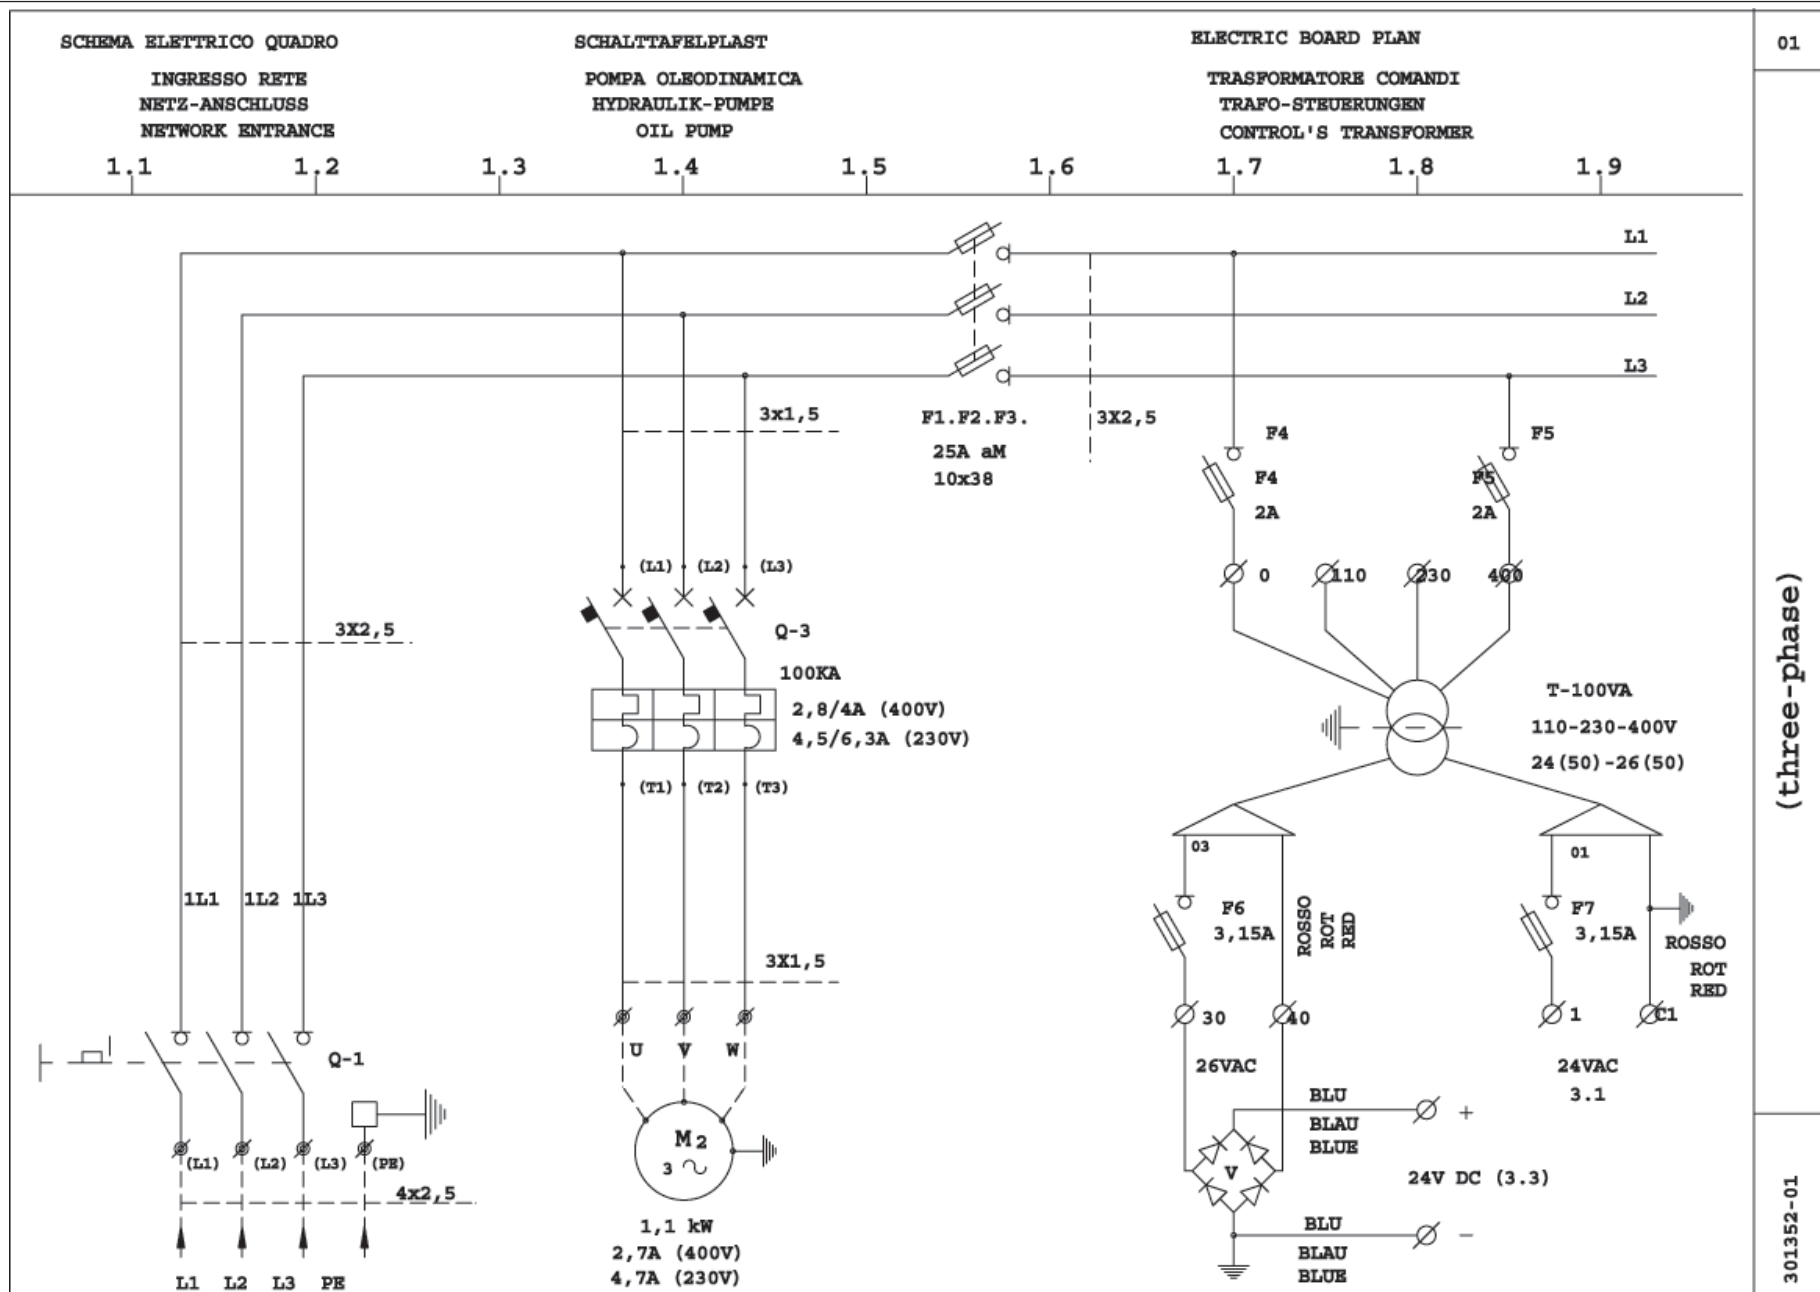 SCHEMA ELETTRICO QUADRO
SCHALTTAFELPLAST
ELECTRIC BOARD PLAN
01
INGRESSO RETE
NETZ-ANSCHLUSS
NETWORK ENTRANCE
POMPA OLEODINAMICA
HYDRAULIK-PUMPE
OIL PUMP
TRASFORMATORE COMANDI
TRAFO-STEUERUNGEN
CONTROL'S TRANSFORMER
1.1 1.2 1.3 1.4 1.5 1.6 1.7 1.8 1.9
L1
L2
L3
3x1,5
F1.F2.F3.
25A aM
10x38
3X2,5
F4
F4
2A
F5
F5
2A
(L1) (L2) (L3)
0 110 230 400
3X2,5
Q-3
100KA
2,8/4A (400V)
4,5/6,3A (230V)
(T1) (T2) (T3)
T-100VA
110-230-400V
24(50)-26(50)
(three-phase)
03
01
1L1 1L2 1L3
F6
3,15A
ROSSO
ROT
RED
F7
3,15A
ROSSO
ROT
RED
3X1,5
30 40
1 C1
U V W
Q-1
26VAC
24VAC
3.1
BLU
BLAU
BLUE
+
M2
3
V
24V DC (3.3)
(L1) (L2) (L3) (PE)
4x2,5
1,1 kW
2,7A (400V)
4,7A (230V)
BLU
BLAU
BLUE
−
L1 L2 L3 PE
301352-01